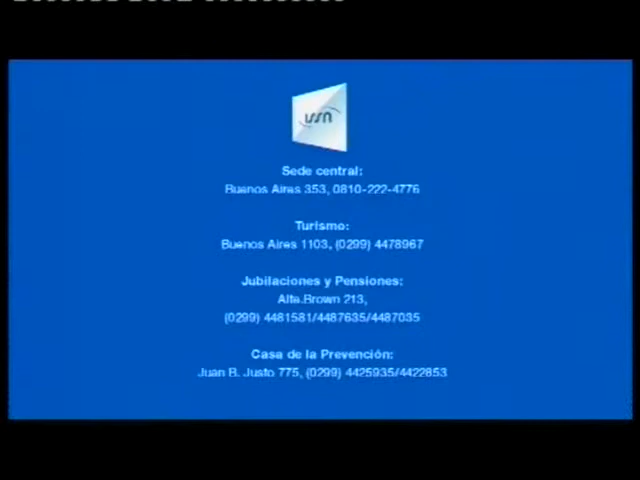 issn
Sede central:
Buenos Aires 353, 0810-222-4776
Turismo:
Buenos Aires 1103, (0299) 4478967
Jubilaciones y Pensiones:
Alte.Brown 213,
(0299) 4481581/4487635/4487035
Casa de la Prevención:
Juan B. Justo 775, (0299) 4425935/4422853